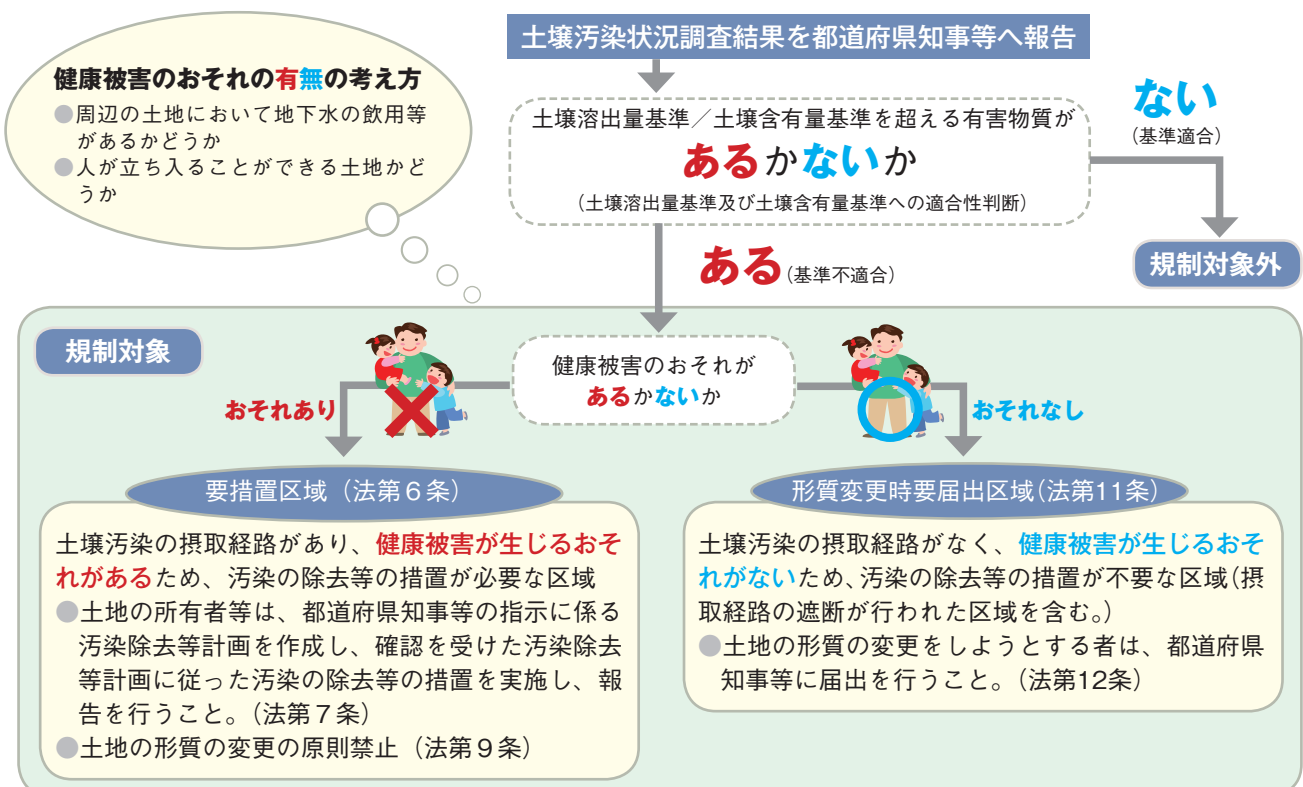 土壌汚染状況調査結果を都道府県知事等へ報告
健康被害のおそれの有無の考え方
●周辺の土地において地下水の飲用等
があるかどうか
●人が立ち入ることができる土地かど
うか
土壌溶出量基準／土壌含有量基準を超える有害物質が
あるかないか
（土壌溶出量基準及び土壌含有量基準への適合性判断）
ない
（基準適合）
規制対象外
ある（基準不適合）
規制対象
健康被害のおそれが
あるかないか
おそれあり
おそれなし
要措置区域（法第６条）
土壌汚染の摂取経路があり、健康被害が生じるおそ
れがあるため、汚染の除去等の措置が必要な区域
●土地の所有者等は、都道府県知事等の指示に係る
汚染除去等計画を作成し、確認を受けた汚染除去
等計画に従った汚染の除去等の措置を実施し、報
告を行うこと。（法第７条）
●土地の形質の変更の原則禁止（法第９条）
形質変更時要届出区域（法第11条）
土壌汚染の摂取経路がなく、健康被害が生じるおそ
れがないため、汚染の除去等の措置が不要な区域（摂
取経路の遮断が行われた区域を含む。）
●土地の形質の変更をしようとする者は、都道府県
知事等に届出を行うこと。（法第12条）